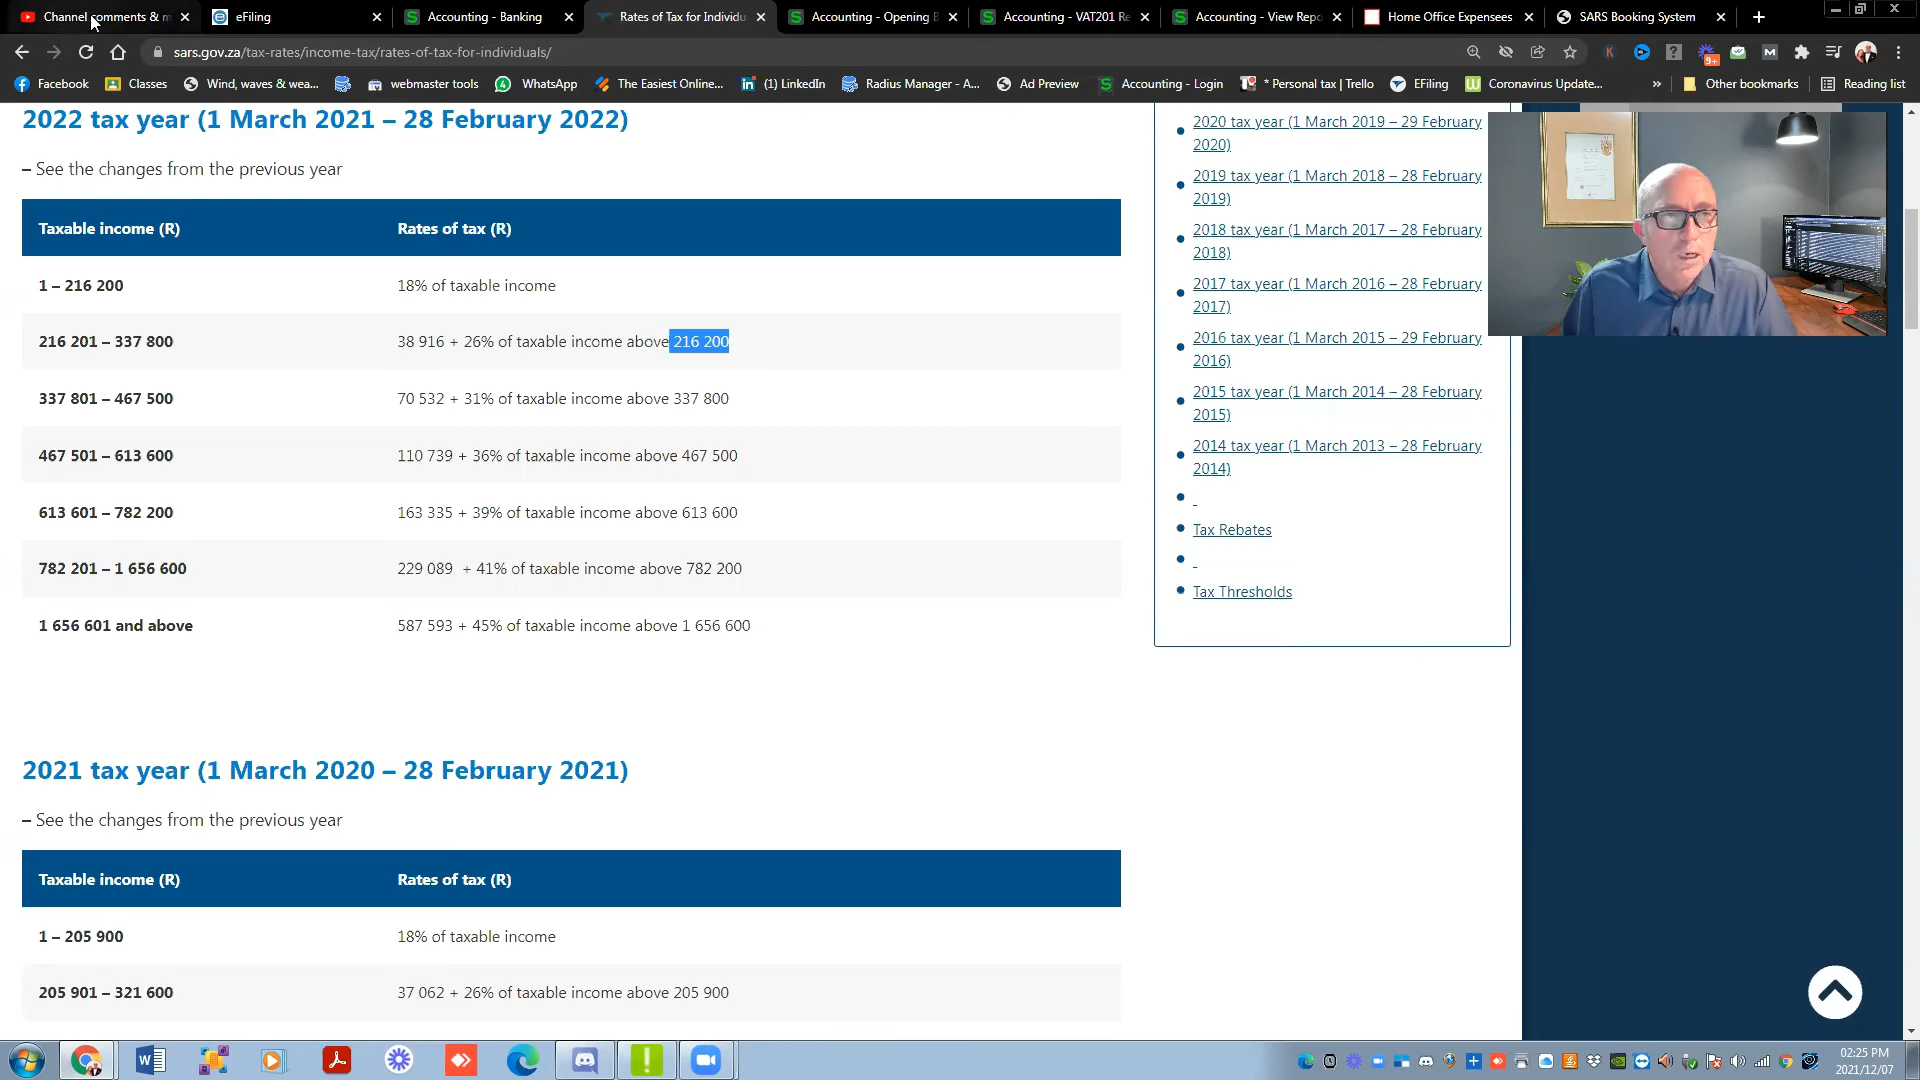 Channel comments & m
eFiling
Accounting - Banking
Rates of Tax for Individu
Accounting - Opening B
Accounting - VAT201 Re
Accounting - View Repo
Home Office Expensees
SARS Booking System
sars.gov.za/tax-rates/income-tax/rates-of-tax-for-individuals/
K
?
9+
M
Facebook
Classes
Wind, waves & wea...
webmaster tools
WhatsApp
The Easiest Online...
(1) LinkedIn
Radius Manager - A...
Ad Preview
Accounting - Login
* Personal tax | Trello
EFiling
Coronavirus Update...
»
Other bookmarks
Reading list
2022 tax year (1 March 2021 – 28 February 2022)
– See the changes from the previous year
Taxable income (R) Rates of tax (R)
1 – 216 200 18% of taxable income
216 201 – 337 800 38 916 + 26% of taxable income above 216 200
337 801 – 467 500 70 532 + 31% of taxable income above 337 800
467 501 – 613 600 110 739 + 36% of taxable income above 467 500
613 601 – 782 200 163 335 + 39% of taxable income above 613 600
782 201 – 1 656 600 229 089 + 41% of taxable income above 782 200
1 656 601 and above 587 593 + 45% of taxable income above 1 656 600
2021 tax year (1 March 2020 – 28 February 2021)
– See the changes from the previous year
Taxable income (R) Rates of tax (R)
1 – 205 900 18% of taxable income
205 901 – 321 600 37 062 + 26% of taxable income above 205 900
2020 tax year (1 March 2019 – 29 February
2020)
2019 tax year (1 March 2018 – 28 February
2019)
2018 tax year (1 March 2017 – 28 February
2018)
2017 tax year (1 March 2016 – 28 February
2017)
2016 tax year (1 March 2015 – 29 February
2016)
2015 tax year (1 March 2014 – 28 February
2015)
2014 tax year (1 March 2013 – 28 February
2014)
Tax Rebates
Tax Thresholds
02:25 PM
2021/12/07